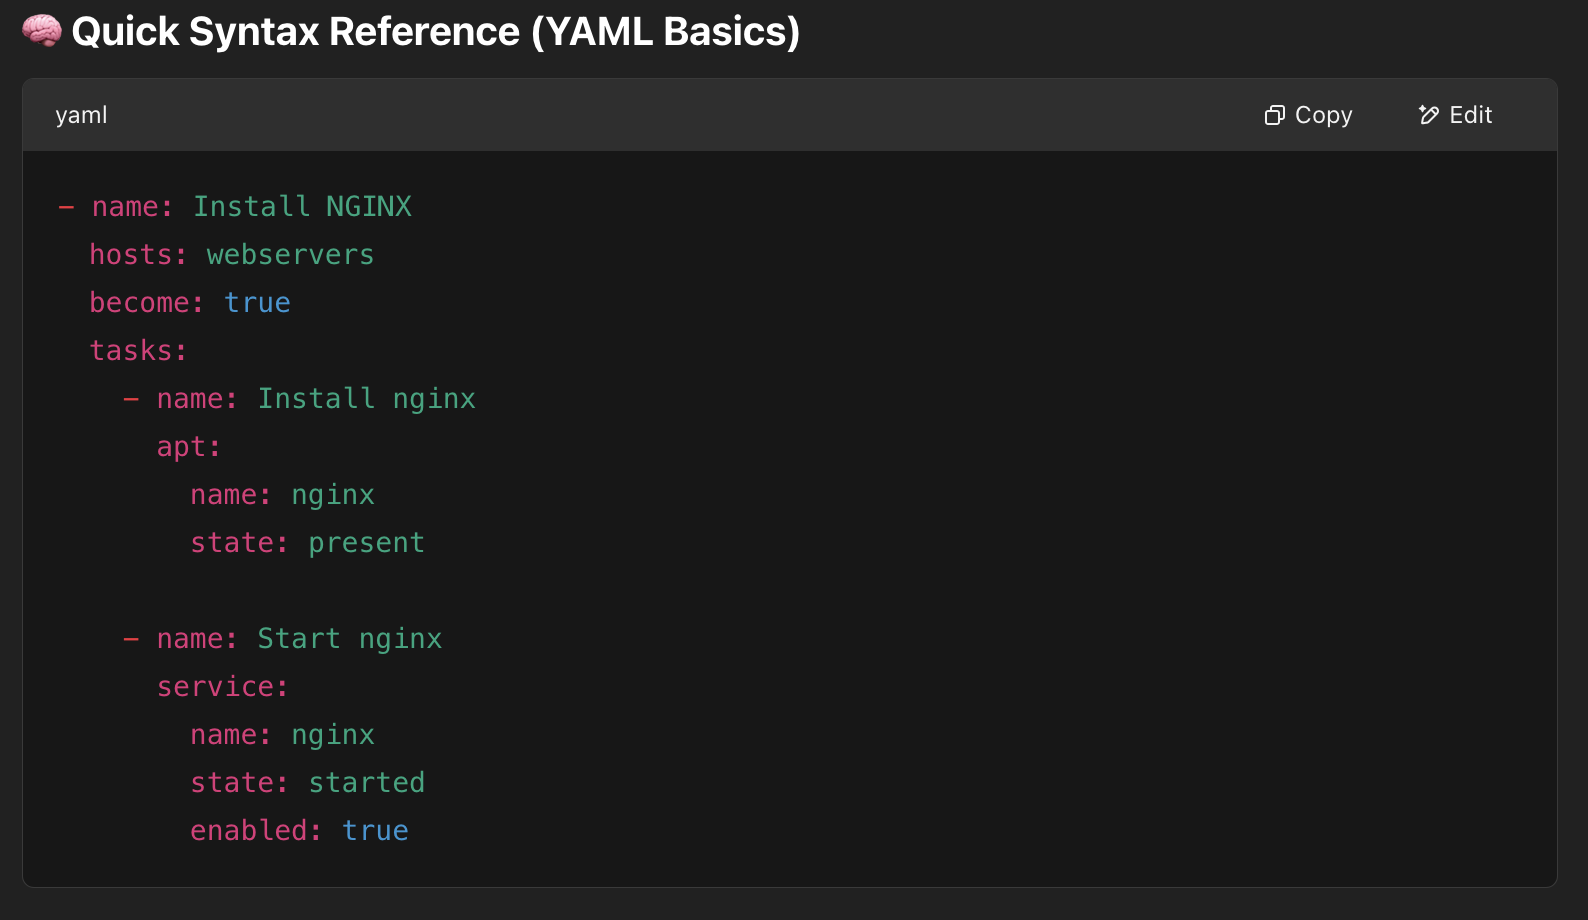 🧠 Quick Syntax Reference (YAML Basics)
yaml
Copy
Edit
- name: Install NGINX
  hosts: webservers
  become: true
  tasks:
    - name: Install nginx
      apt:
        name: nginx
        state: present

    - name: Start nginx
      service:
        name: nginx
        state: started
        enabled: true